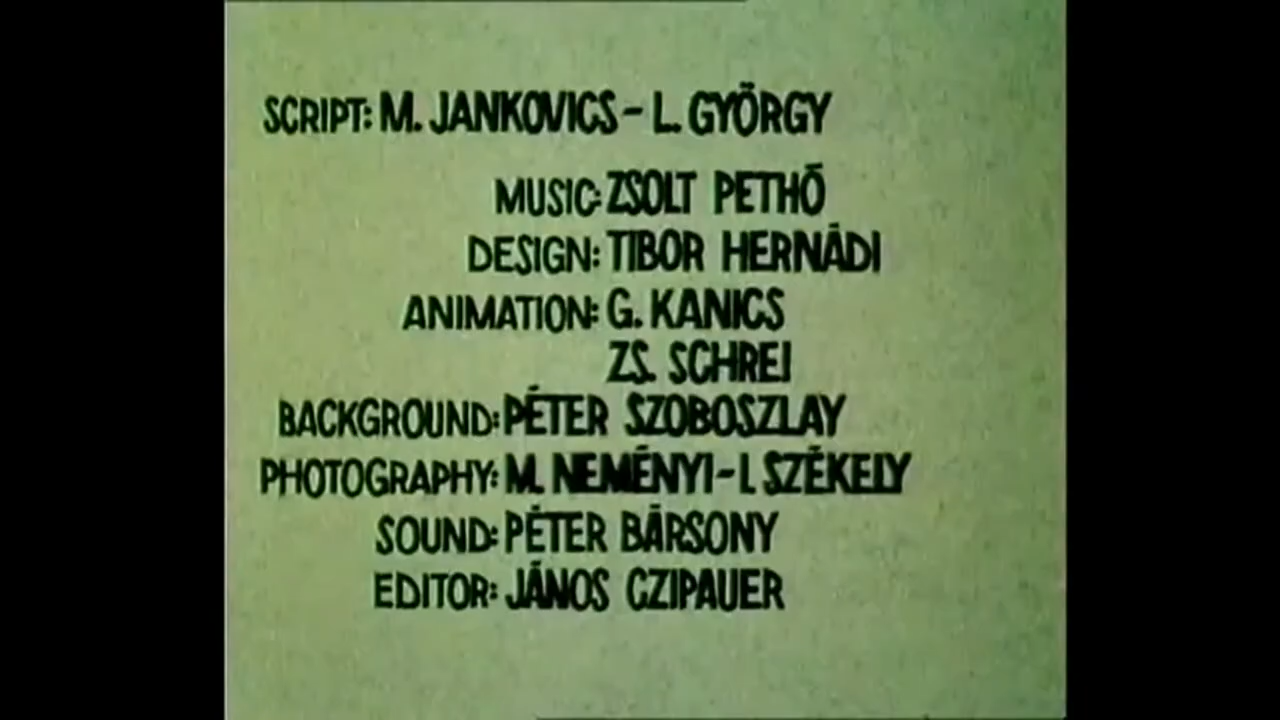 SCRIPT: M. JANKOVICS - L. GYÖRGY
MUSIC: ZSOLT PETHŐ
DESIGN: TIBOR HERNÁDI
ANIMATION: G. KANICS
ZS. SCHREI
BACKGROUND: PÉTER SZOBOSZLAY
PHOTOGRAPHY: M. NEMÉNYI - I. SZÉKELY
SOUND: PÉTER BÁRSONY
EDITOR: JÁNOS CZIPAUER